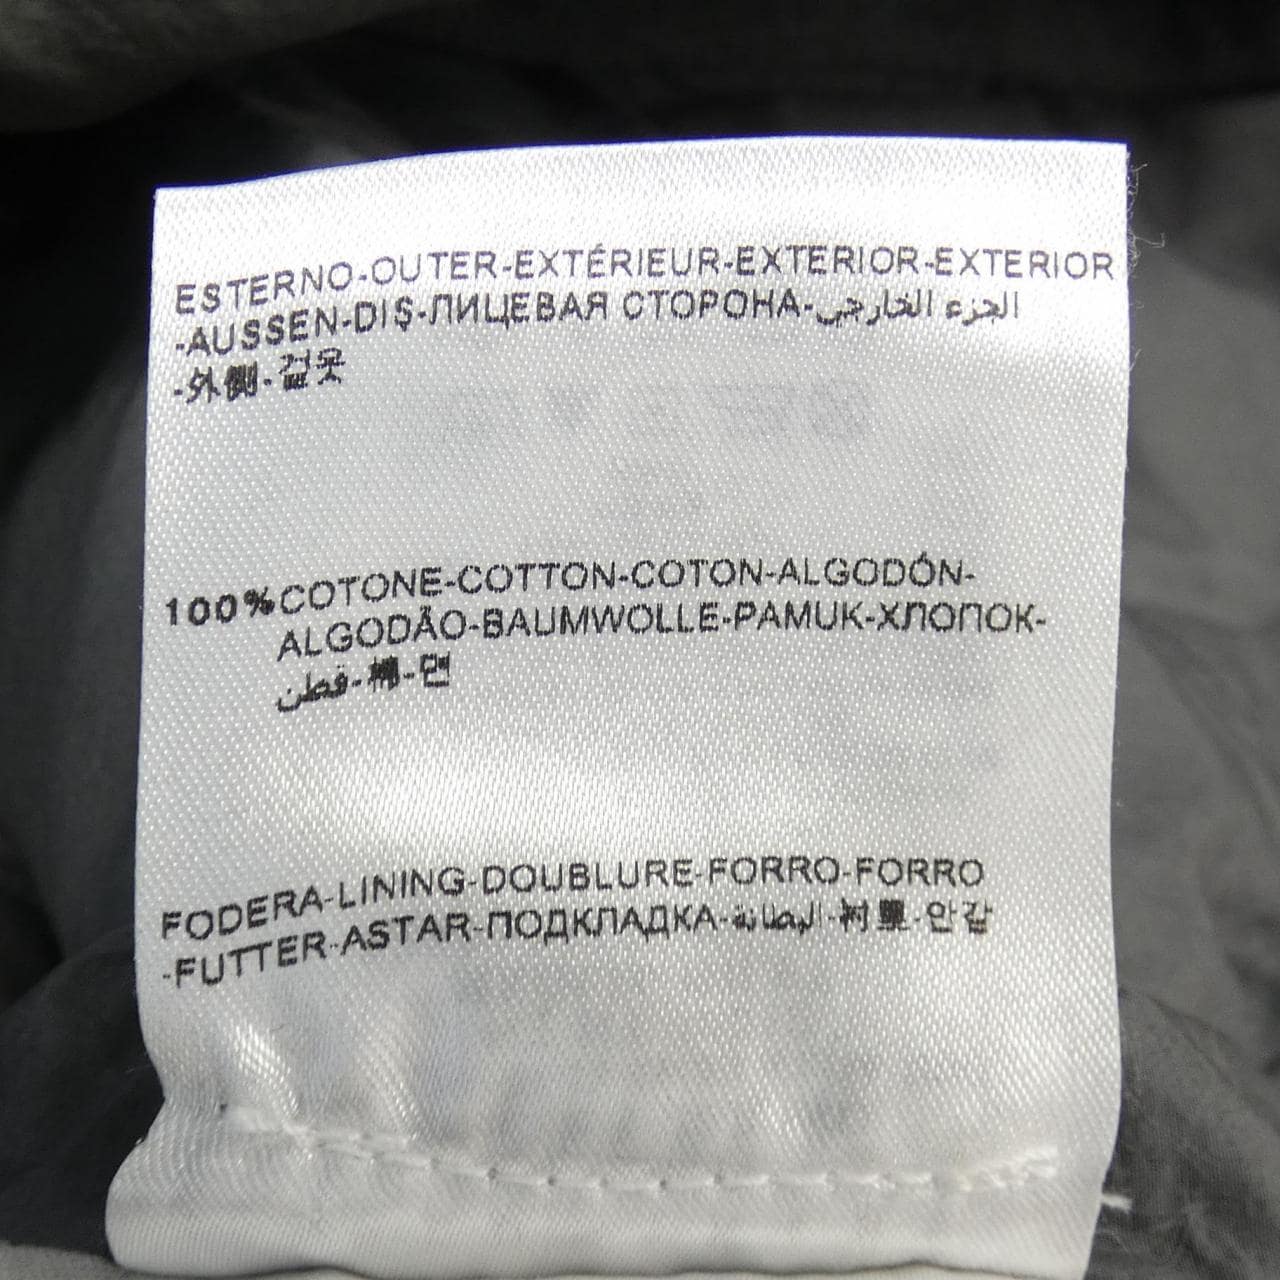 ESTERNO-OUTER-EXTÉRIEUR-EXTERIOR-EXTERIOR
-AUSSEN-DIŞ-ЛИЦЕВАЯ СТОРОНА-الجزء الخارجي
-外側-겉옷
100%COTONE-COTTON-COTON-ALGODÓN-
ALGODÃO-BAUMWOLLE-PAMUK-ХЛОПОК-
قطن-棉-면
FODERA-LINING-DOUBLURE-FORRO-FORRO
-FUTTER-ASTAR-ПОДКЛАДКА-البطانة-衬里-안감